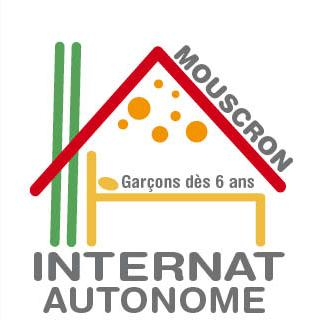 MOUSCRON
Garçons dès 6 ans
INTERNAT
AUTONOME